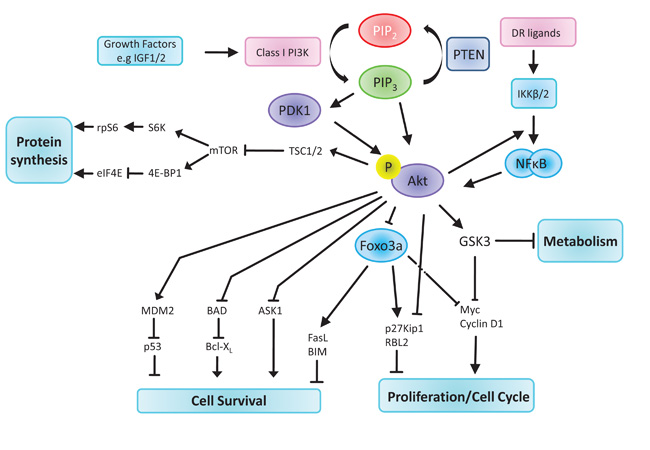 Growth Factors
e.g IGF1/2
Class I PI3K
PIP2
PIP3
PTEN
DR ligands
IKKβ/2
NFκB
PDK1
P
Akt
Protein
synthesis
rpS6
S6K
mTOR
TSC1/2
eIF4E
4E-BP1
Foxo3a
GSK3
Metabolism
MDM2
BAD
ASK1
p53
Bcl-XL
FasL
BIM
p27Kip1
RBL2
Myc
Cyclin D1
Cell Survival
Proliferation/Cell Cycle